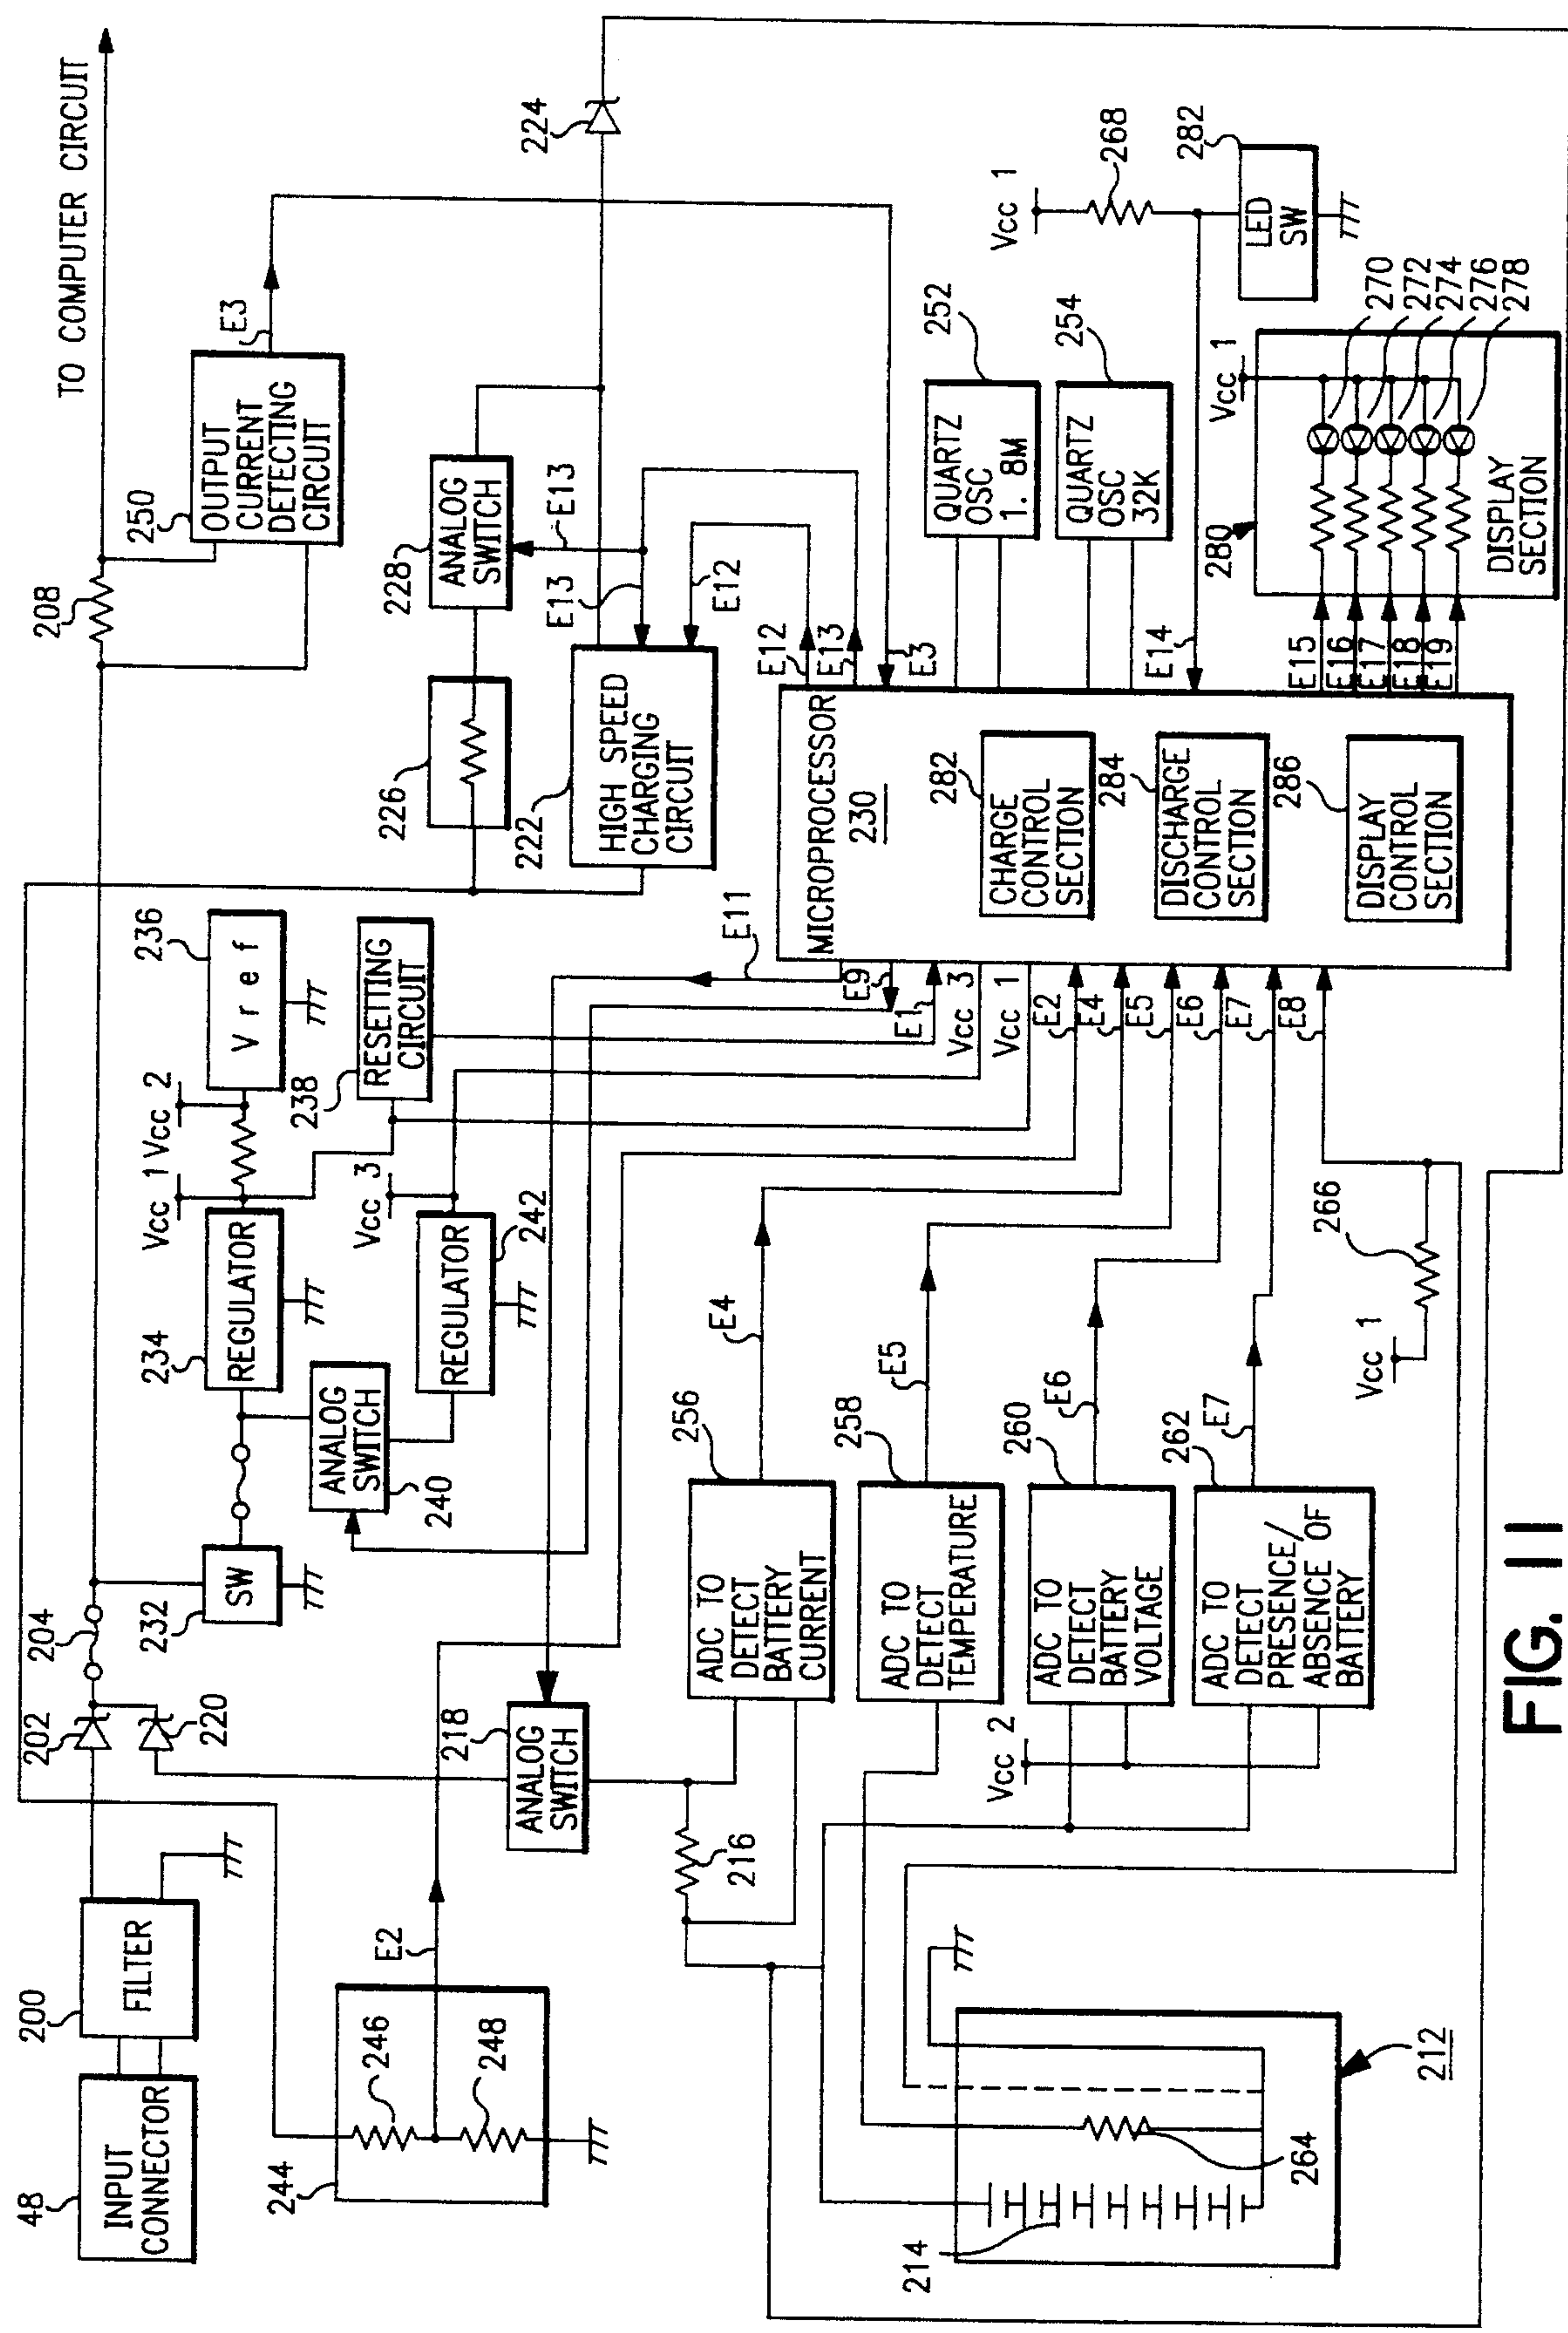 48
INPUT
CONNECTOR
200
FILTER
202
220
204
208
TO COMPUTER CIRCUIT
232
SW
234
REGULATOR
Vcc 1
Vcc 2
236
Vref
250
OUTPUT
CURRENT
DETECTING
CIRCUIT
E3
240
ANALOG
SWITCH
242
REGULATOR
Vcc 3
238
RESETTING
CIRCUIT
226
228
ANALOG
SWITCH
224
E13
E13
E12
222
HIGH SPEED
CHARGING
CIRCUIT
244
246
248
E2
218
ANALOG
SWITCH
216
E11
E9
E1
Vcc 3
Vcc 1
E2
E4
E5
E6
E7
E8
MICROPROCESSOR
230
282
CHARGE
CONTROL
SECTION
284
DISCHARGE
CONTROL
SECTION
286
DISPLAY
CONTROL
SECTION
E12
E13
E3
E14
E15
E16
E17
E18
E19
QUARTZ
OSC
1. 8M
252
QUARTZ
OSC
32K
254
Vcc 1
268
282
LED
SW
280
Vcc 1
270
272
274
276
278
DISPLAY
SECTION
256
ADC TO
DETECT
BATTERY
CURRENT
E4
258
ADC TO
DETECT
TEMPERATURE
E5
260
ADC TO
DETECT
BATTERY
VOLTAGE
E6
262
ADC TO
DETECT
PRESENCE/
ABSENCE OF
BATTERY
E7
Vcc 2
Vcc 1
266
214
264
212
FIG. 11